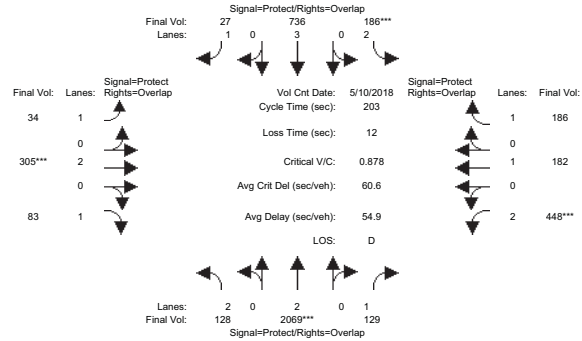 Signal=Protect/Rights=Overlap
Final Vol: 27 736 186***
Lanes: 1 0 3 0 2
Signal=Protect
Final Vol: Lanes: Rights=Overlap
Vol Cnt Date: 5/10/2018
Signal=Protect
Rights=Overlap Lanes: Final Vol:
Cycle Time (sec): 203
34 1
1 186
Loss Time (sec): 12
0
0
305*** 2
Critical V/C: 0.878
1 182
Avg Crit Del (sec/veh): 60.6
0
0
83 1
Avg Delay (sec/veh): 54.9
2 448***
LOS: D
Lanes: 2 0 2 0 1
Final Vol: 128 2069*** 129
Signal=Protect/Rights=Overlap